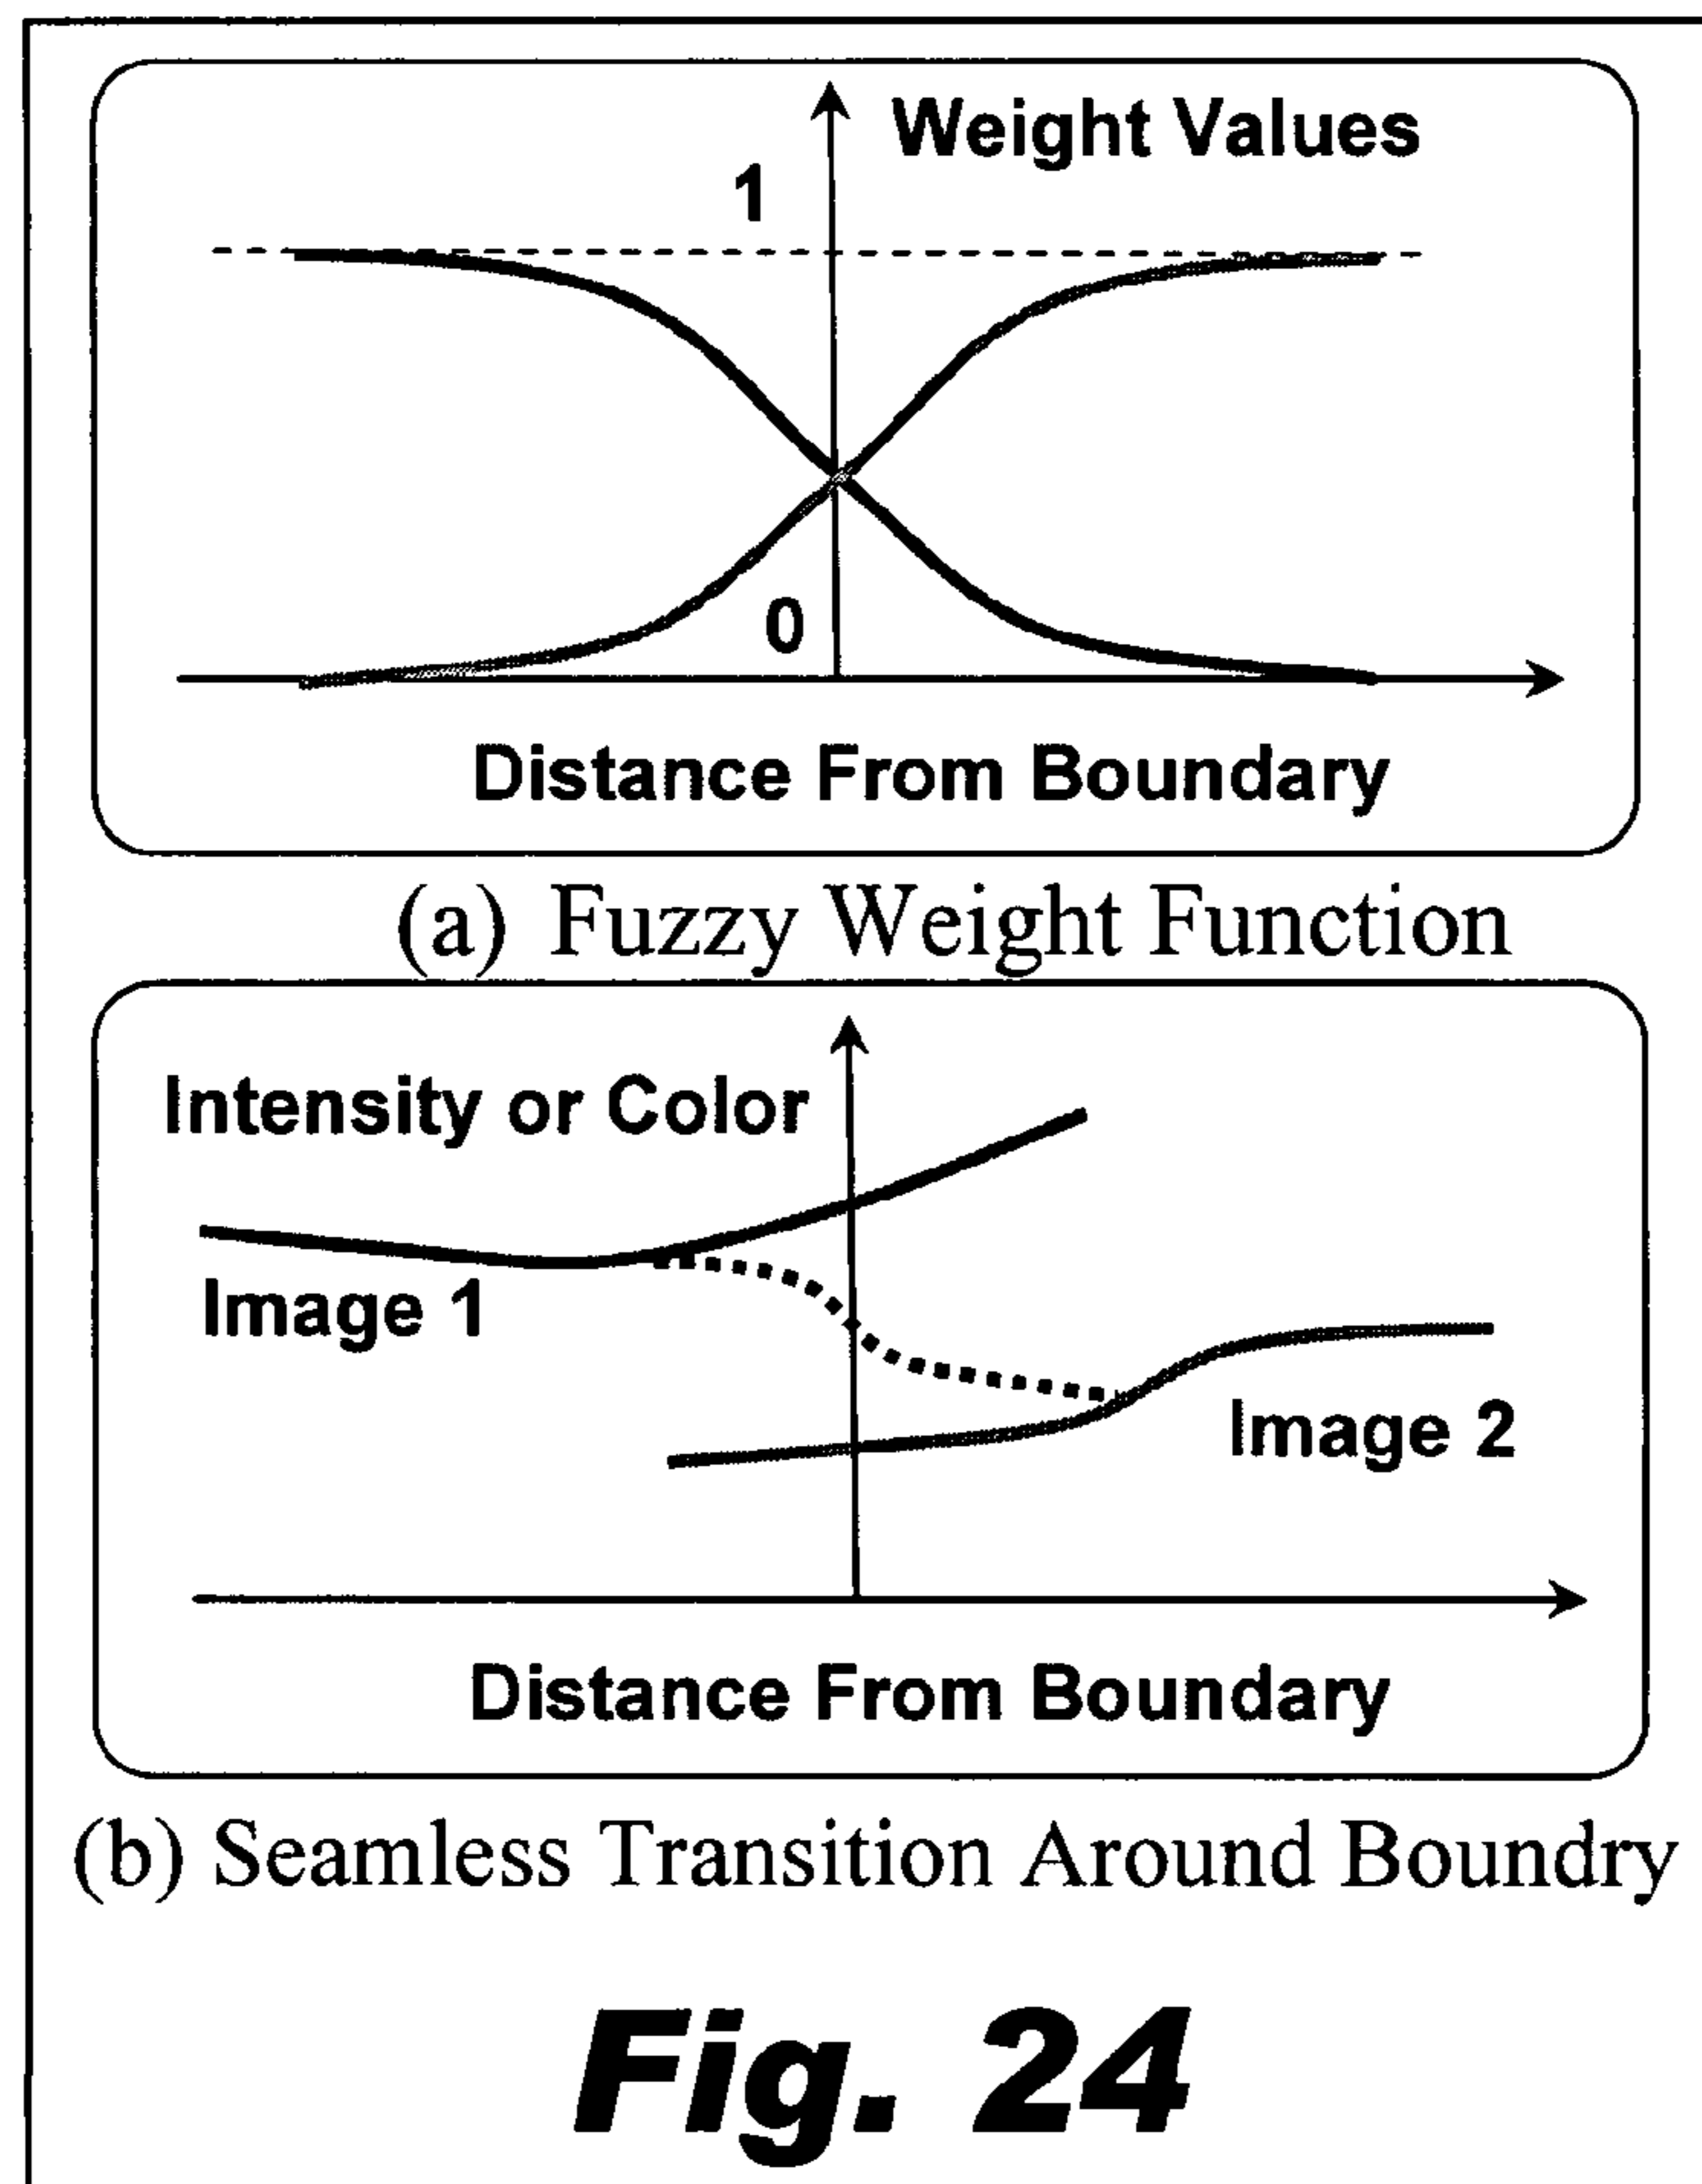 Weight Values
1
0
Distance From Boundary
(a) Fuzzy Weight Function
Intensity or Color
Image 1
Image 2
Distance From Boundary
(b) Seamless Transition Around Boundry
Fig. 24